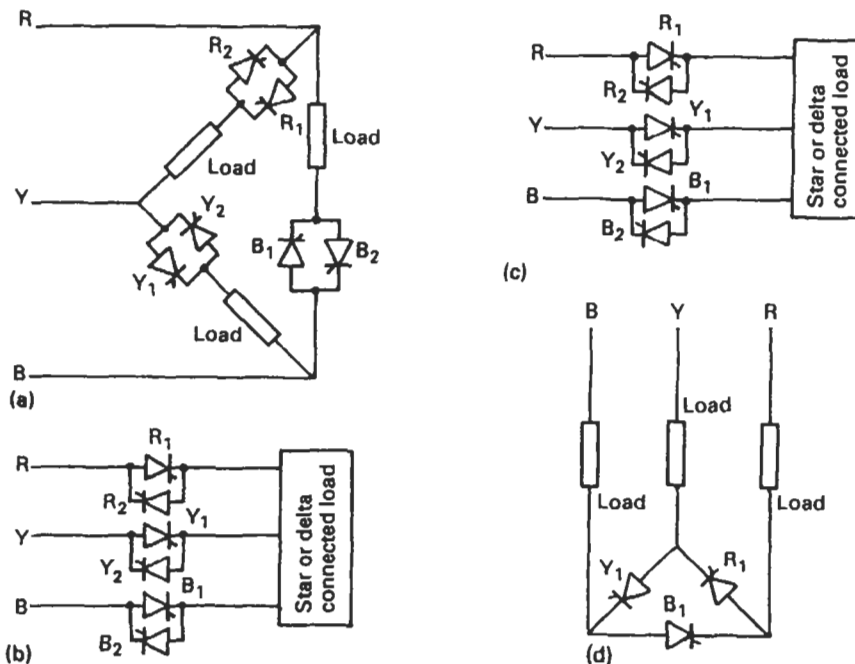 R
R₂
R₁
Load
Load
Y
Y₂
Y₁
B₁
B₂
Load
B
(a)
R₁
R
R₂
Y₁
Y
Y₂
B₁
B
B₂
Star or delta
connected load
(b)
R₁
R
R₂
Y₁
Y
Y₂
B₁
B
B₂
Star or delta
connected load
(c)
B
Y
R
Load
Load
Load
Y₁
R₁
B₁
(d)